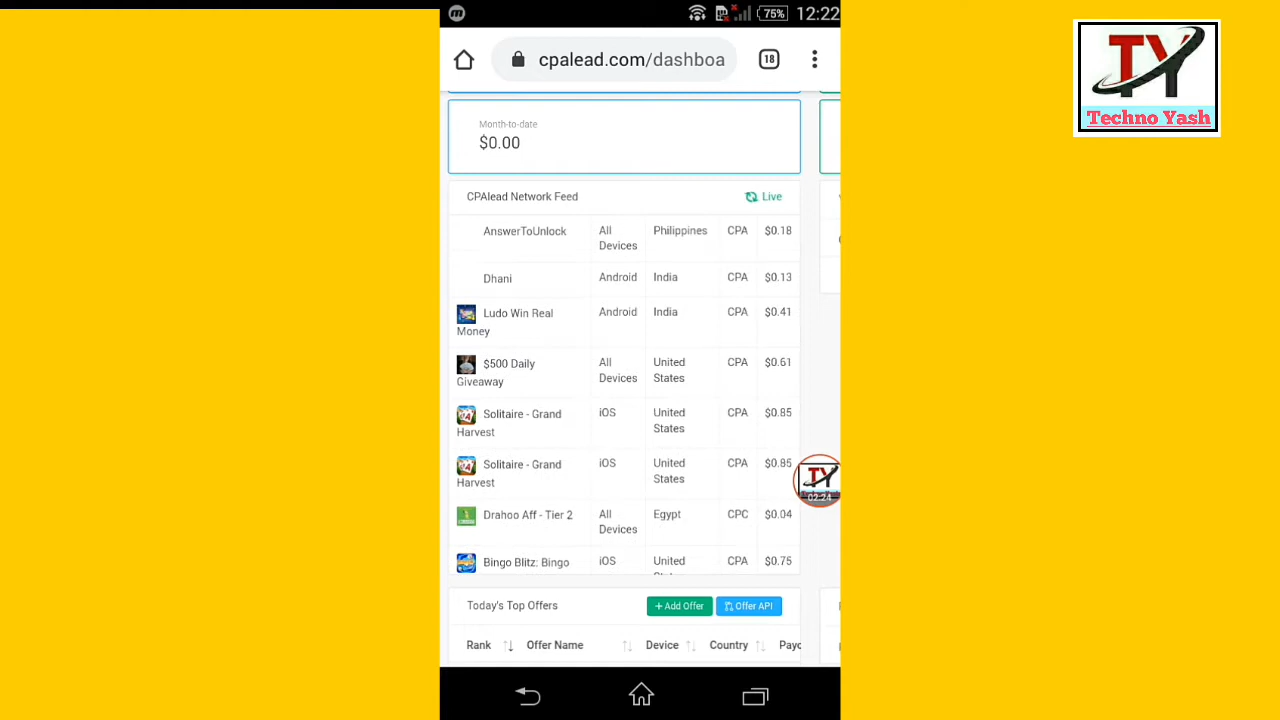 75% 12:22
cpalead.com/dashboa 18
TY
Techno Yash
Month-to-date
$0.00
CPAlead Network Feed Live
AnswerToUnlock All Devices Philippines CPA $0.18
Dhani Android India CPA $0.13
Ludo Win Real Money Android India CPA $0.41
$500 Daily Giveaway All Devices United States CPA $0.61
Solitaire - Grand Harvest iOS United States CPA $0.85
Solitaire - Grand Harvest iOS United States CPA $0.85
TY
02:24
Drahoo Aff - Tier 2 All Devices Egypt CPC $0.04
Bingo Blitz: Bingo iOS United CPA $0.75
Today's Top Offers + Add Offer Offer API
Rank Offer Name Device Country Payo